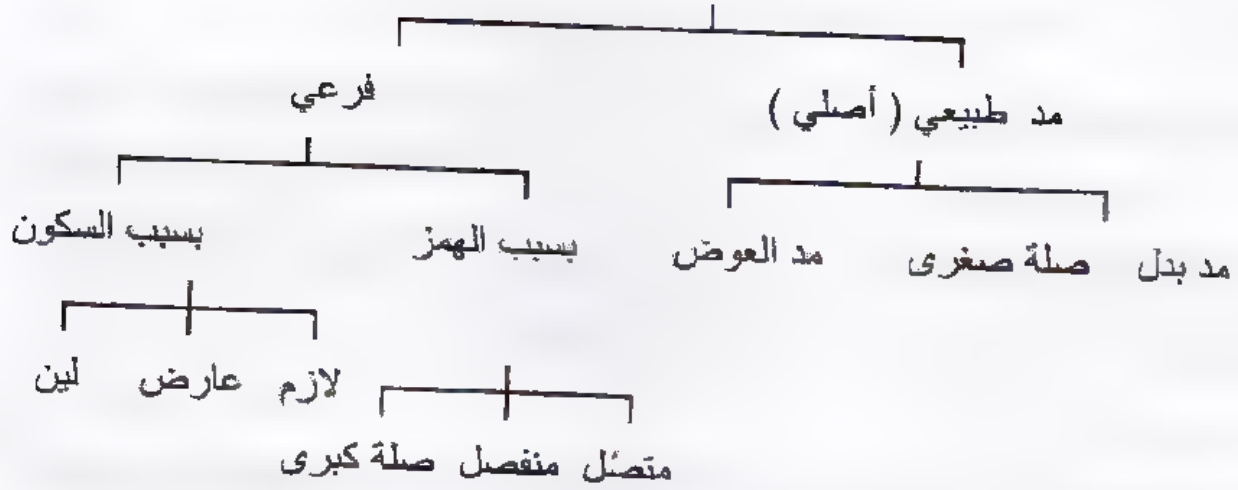 مد طبيعي ( أصلي ) فرعي
مد بدل صلة صغرى مد العوض بسبب الهمز بسبب السكون
لازم عارض لين
متصل منفصل صلة كبرى